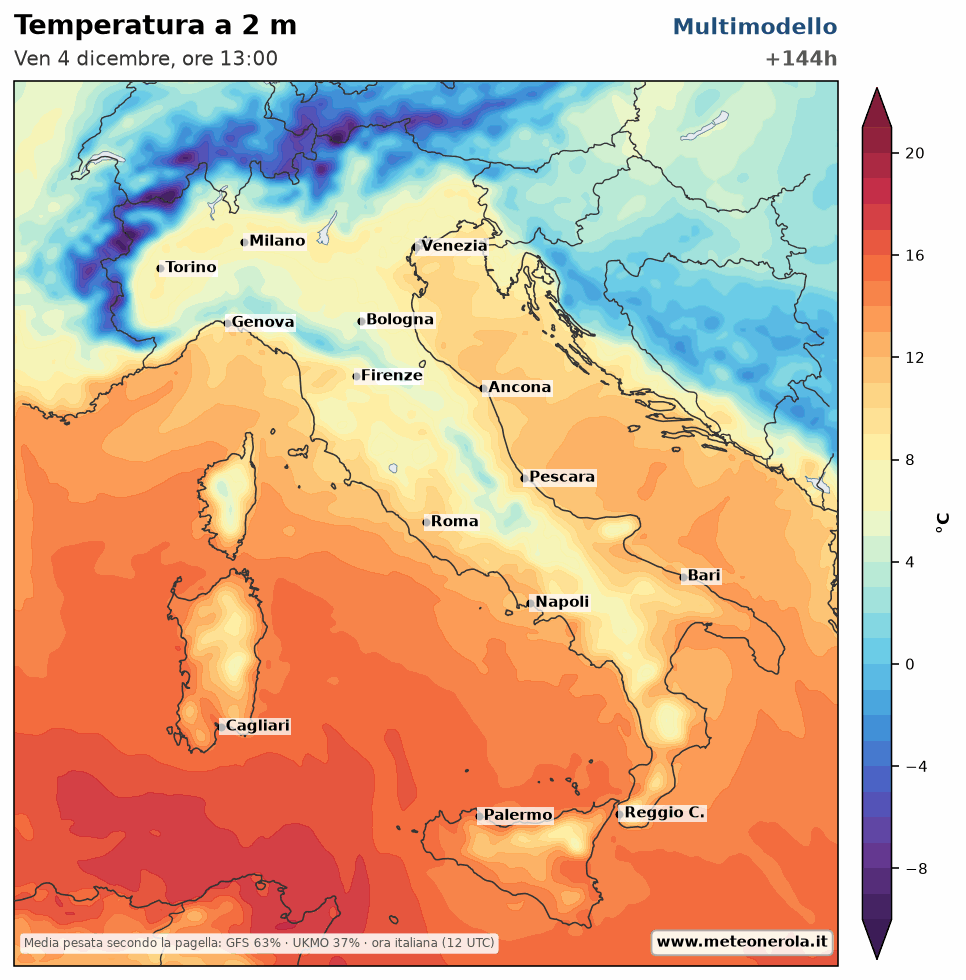 Temperatura a 2 m
Multimodello
Ven 4 dicembre, ore 13:00
+144h
Milano
Venezia
Torino
Genova
Bologna
Firenze
Ancona
Pescara
Roma
Bari
Napoli
Cagliari
Palermo
Reggio C.
20
16
12
8
4
0
−4
−8
°C
Media pesata secondo la pagella: GFS 63% · UKMO 37% · ora italiana (12 UTC)
www.meteonerola.it